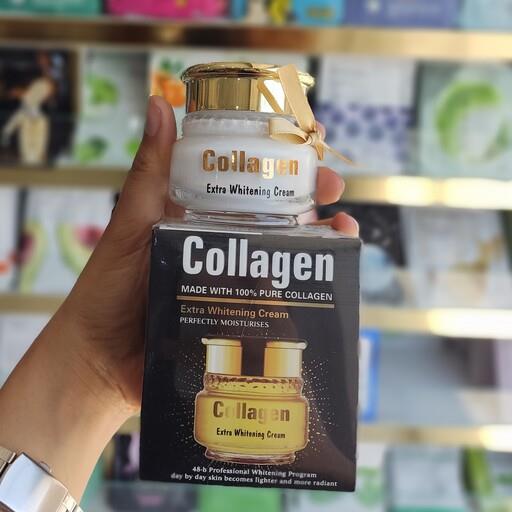 Collagen
Extra Whitening Cream
Collagen
MADE WITH 100% PURE COLLAGEN
Extra Whitening Cream
PERFECTLY MOISTURISES
Collagen
Extra Whitening Cream
48-h Professional Whitening Program
day by day skin becomes lighter and more radiant